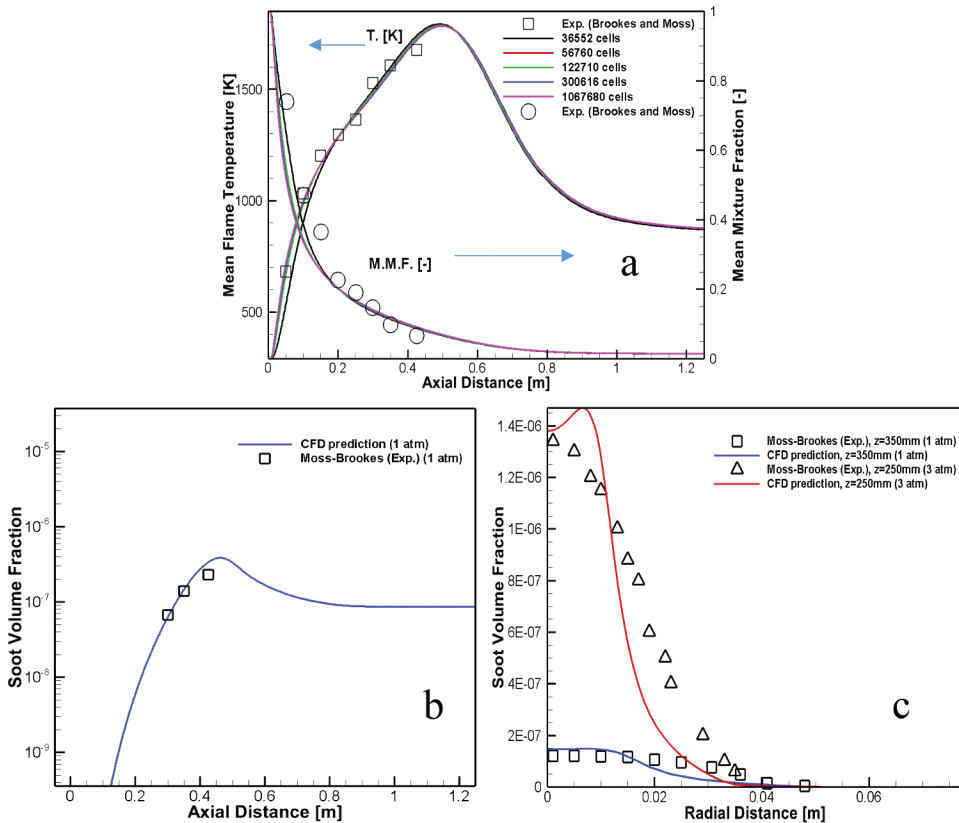 T. [K]
Exp. (Brookes and Moss)
36552 cells
56760 cells
122710 cells
300616 cells
1067680 cells
Exp. (Brookes and Moss)
M.M.F. [-]
a
1500
1000
500
Mean Flame Temperature [K]
1
0.8
0.6
0.4
0.2
0
Mean Mixture Fraction [-]
0 0.2 0.4 0.6 0.8 1 1.2
Axial Distance [m]
CFD prediction (1 atm)
Moss-Brookes (Exp.) (1 atm)
b
10-5
10-6
10-7
10-8
10-9
Soot Volume Fraction
0 0.2 0.4 0.6 0.8 1 1.2
Axial Distance [m]
Moss-Brookes (Exp.), z=350mm (1 atm)
CFD prediction, z=350mm (1 atm)
Moss-Brookes (Exp.), z=250mm (3 atm)
CFD prediction, z=250mm (3 atm)
c
1.4E-06
1.2E-06
1E-06
8E-07
6E-07
4E-07
2E-07
0
Soot Volume Fraction
0 0.02 0.04 0.06
Radial Distance [m]